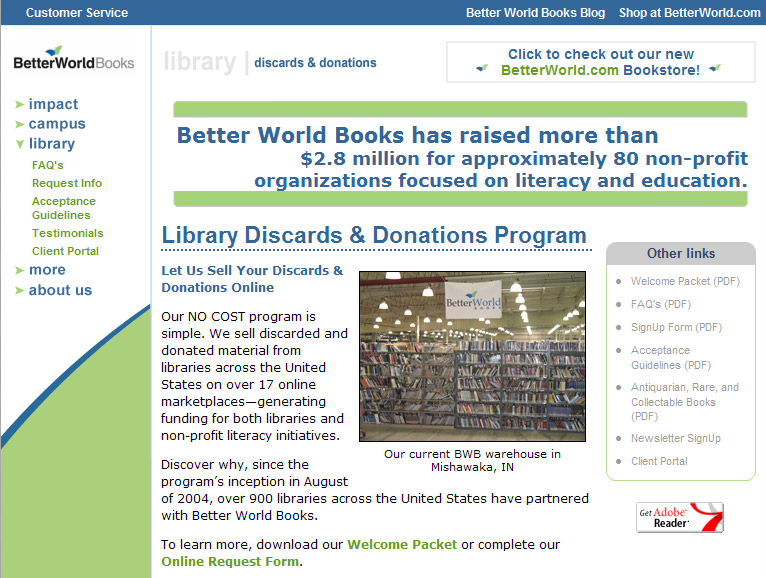 Customer Service
Better World Books Blog Shop at BetterWorld.com
BetterWorldBooks
library | discards & donations
Click to check out our new
BetterWorld.com Bookstore!
impact
campus
library
FAQ's
Request Info
Acceptance
Guidelines
Testimonials
Client Portal
more
about us
Better World Books has raised more than
$2.8 million for approximately 80 non-profit
organizations focused on literacy and education.
Library Discards & Donations Program
Let Us Sell Your Discards &
Donations Online
Our NO COST program is
simple. We sell discarded and
donated material from
libraries across the United
States on over 17 online
marketplaces—generating
funding for both libraries and
non-profit literacy initiatives.
BetterWorld
BOOKS
Our current BWB warehouse in
Mishawaka, IN
Discover why, since the
program's inception in August
of 2004, over 900 libraries across the United States have partnered
with Better World Books.
To learn more, download our Welcome Packet or complete our
Online Request Form.
Other links
Welcome Packet (PDF)
FAQ's (PDF)
SignUp Form (PDF)
Acceptance
Guidelines (PDF)
Antiquarian, Rare, and
Collectable Books
(PDF)
Newsletter SignUp
Client Portal
Get Adobe
Reader